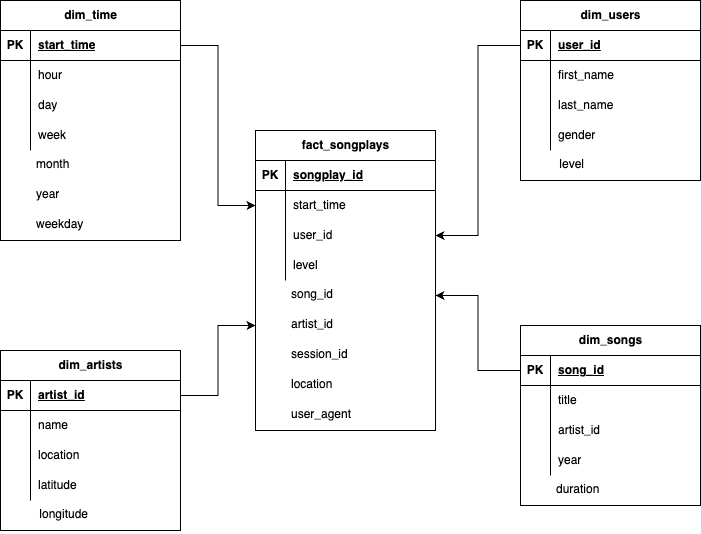 dim_time
PK start_time
hour
day
week
month
year
weekday
dim_users
PK user_id
first_name
last_name
gender
level
fact_songplays
PK songplay_id
start_time
user_id
level
song_id
artist_id
session_id
location
user_agent
dim_artists
PK artist_id
name
location
latitude
longitude
dim_songs
PK song_id
title
artist_id
year
duration